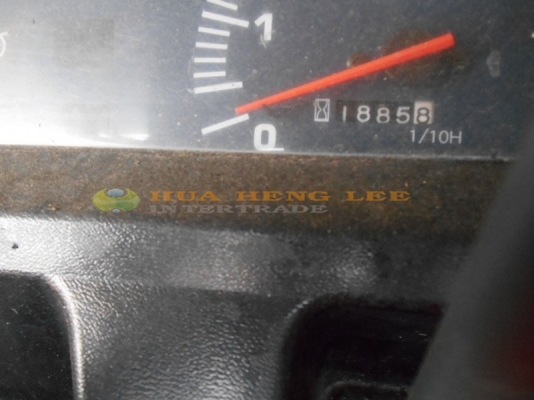 1
18858
0
1/10H
HUA HENG LEE
INTERTRADE